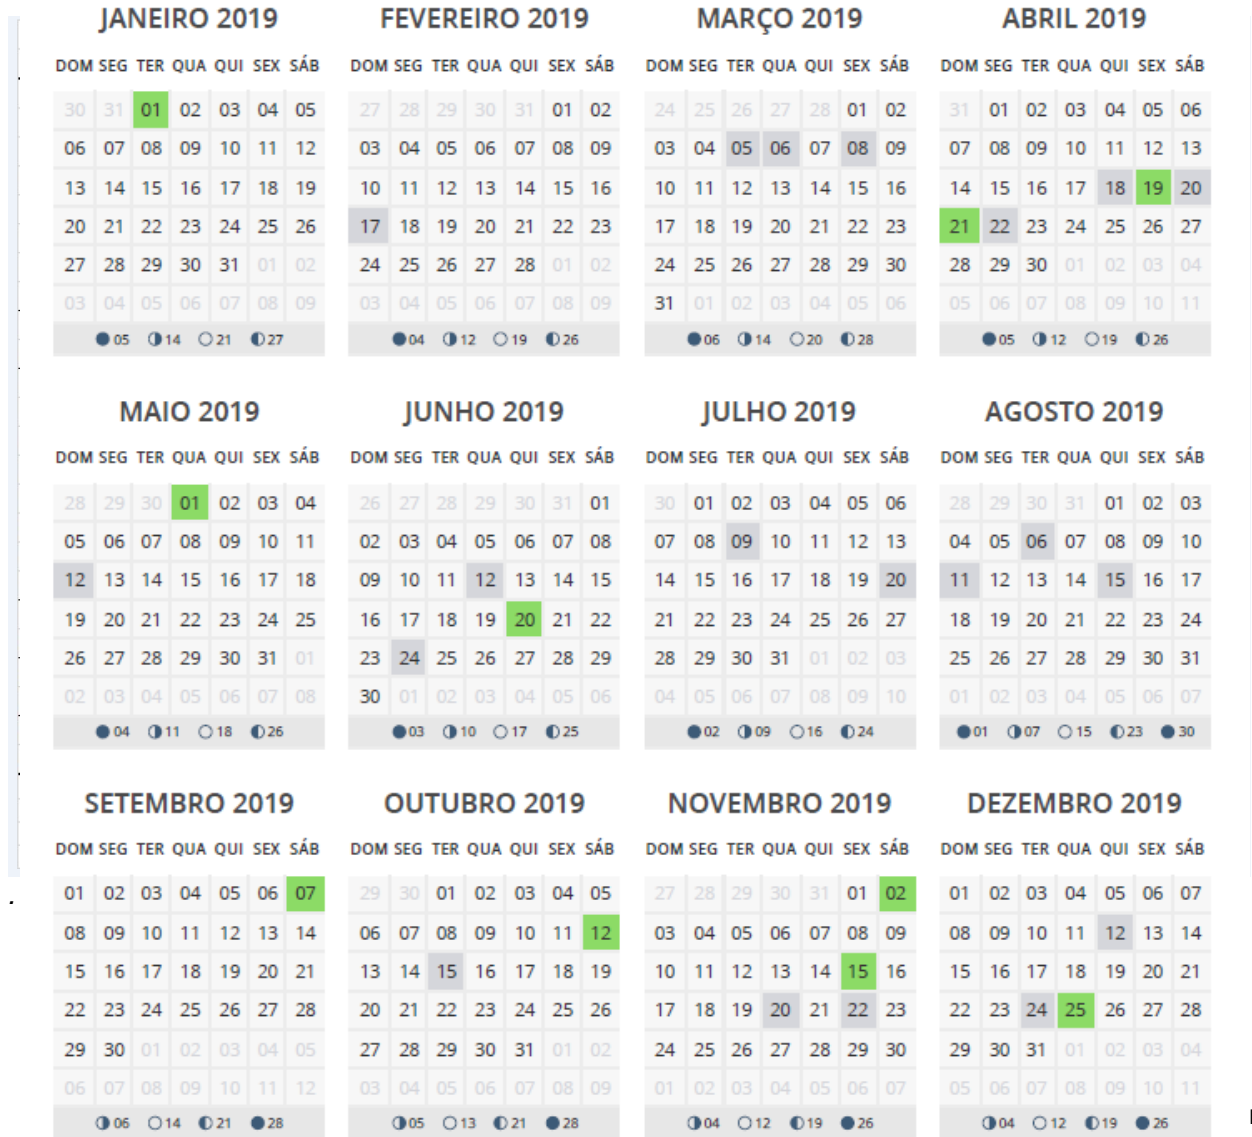 JANEIRO 2019 FEVEREIRO 2019 MARÇO 2019 ABRIL 2019
DOM SEG TER QUA QUI SEX SÁB DOM SEG TER QUA QUI SEX SÁB DOM SEG TER QUA QUI SEX SÁB DOM SEG TER QUA QUI SEX SÁB
30 31 01 02 03 04 05 27 28 29 30 31 01 02 24 25 26 27 28 01 02 31 01 02 03 04 05 06
06 07 08 09 10 11 12 03 04 05 06 07 08 09 03 04 05 06 07 08 09 07 08 09 10 11 12 13
13 14 15 16 17 18 19 10 11 12 13 14 15 16 10 11 12 13 14 15 16 14 15 16 17 18 19 20
20 21 22 23 24 25 26 17 18 19 20 21 22 23 17 18 19 20 21 22 23 21 22 23 24 25 26 27
27 28 29 30 31 01 02 24 25 26 27 28 01 02 24 25 26 27 28 29 30 28 29 30 01 02 03 04
03 04 05 06 07 08 09 03 04 05 06 07 08 09 31 01 02 03 04 05 06 05 06 07 08 09 10 11
05 14 21 27 04 12 19 26 06 14 20 28 05 12 19 26
MAIO 2019 JUNHO 2019 JULHO 2019 AGOSTO 2019
DOM SEG TER QUA QUI SEX SÁB DOM SEG TER QUA QUI SEX SÁB DOM SEG TER QUA QUI SEX SÁB DOM SEG TER QUA QUI SEX SÁB
28 29 30 01 02 03 04 26 27 28 29 30 31 01 30 01 02 03 04 05 06 28 29 30 31 01 02 03
05 06 07 08 09 10 11 02 03 04 05 06 07 08 07 08 09 10 11 12 13 04 05 06 07 08 09 10
12 13 14 15 16 17 18 09 10 11 12 13 14 15 14 15 16 17 18 19 20 11 12 13 14 15 16 17
19 20 21 22 23 24 25 16 17 18 19 20 21 22 21 22 23 24 25 26 27 18 19 20 21 22 23 24
26 27 28 29 30 31 01 23 24 25 26 27 28 29 28 29 30 31 01 02 03 25 26 27 28 29 30 31
02 03 04 05 06 07 08 30 01 02 03 04 05 06 04 05 06 07 08 09 10 01 02 03 04 05 06 07
04 11 18 26 03 10 17 25 02 09 16 24 01 07 15 23 30
SETEMBRO 2019 OUTUBRO 2019 NOVEMBRO 2019 DEZEMBRO 2019
DOM SEG TER QUA QUI SEX SÁB DOM SEG TER QUA QUI SEX SÁB DOM SEG TER QUA QUI SEX SÁB DOM SEG TER QUA QUI SEX SÁB
01 02 03 04 05 06 07 29 30 01 02 03 04 05 27 28 29 30 31 01 02 01 02 03 04 05 06 07
08 09 10 11 12 13 14 06 07 08 09 10 11 12 03 04 05 06 07 08 09 08 09 10 11 12 13 14
15 16 17 18 19 20 21 13 14 15 16 17 18 19 10 11 12 13 14 15 16 15 16 17 18 19 20 21
22 23 24 25 26 27 28 20 21 22 23 24 25 26 17 18 19 20 21 22 23 22 23 24 25 26 27 28
29 30 01 02 03 04 05 27 28 29 30 31 01 02 24 25 26 27 28 29 30 29 30 31 01 02 03 04
06 07 08 09 10 11 12 03 04 05 06 07 08 09 01 02 03 04 05 06 07 05 06 07 08 09 10 11
06 14 21 28 05 13 21 28 04 12 19 26 04 12 19 26